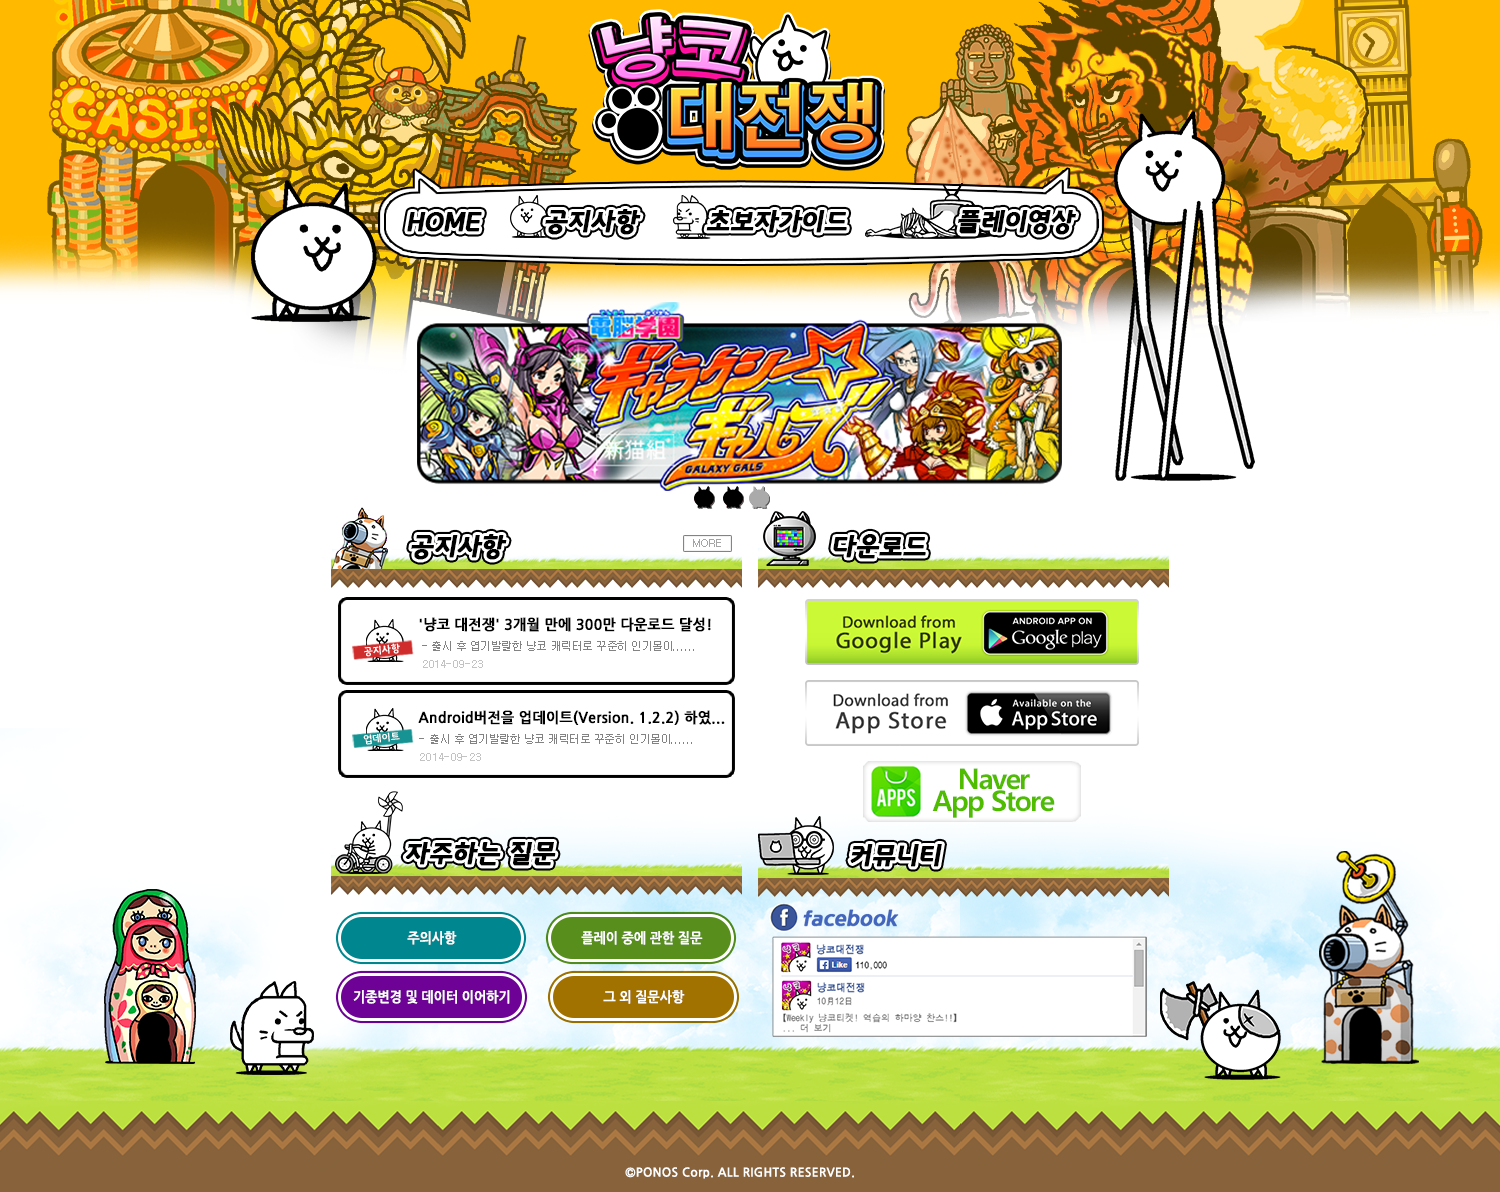 CASIN
냥코
대전쟁
HOME 공지사항 초보자가이드 플레이영상
電脳学園
ギャラクシー
ギャルズ
新猫組
GALAXY GALS
공지사항
MORE
공지사항
'냥코 대전쟁' 3개월 만에 300만 다운로드 달성!
- 출시 후 엽기발랄한 냥코 캐릭터로 꾸준히 인기몰이......
2014-09-23
업데이트
Android버전을 업데이트(Version. 1.2.2) 하였...
- 출시 후 엽기발랄한 냥코 캐릭터로 꾸준히 인기몰이......
2014-09-23
다운로드
Download from
Google Play
ANDROID APP ON
Google play
Download from
App Store
Available on the
App Store
APPS
Naver
App Store
자주하는 질문
주의사항
플레이 중에 관한 질문
기종변경 및 데이터 이어하기
그 외 질문사항
커뮤니티
facebook
냥코대전쟁
Like 110,000
냥코대전쟁
10月12日
【Weekly 냥코티켓! 역습의 하마양 찬스!!】
... 더 보기
©PONOS Corp. ALL RIGHTS RESERVED.